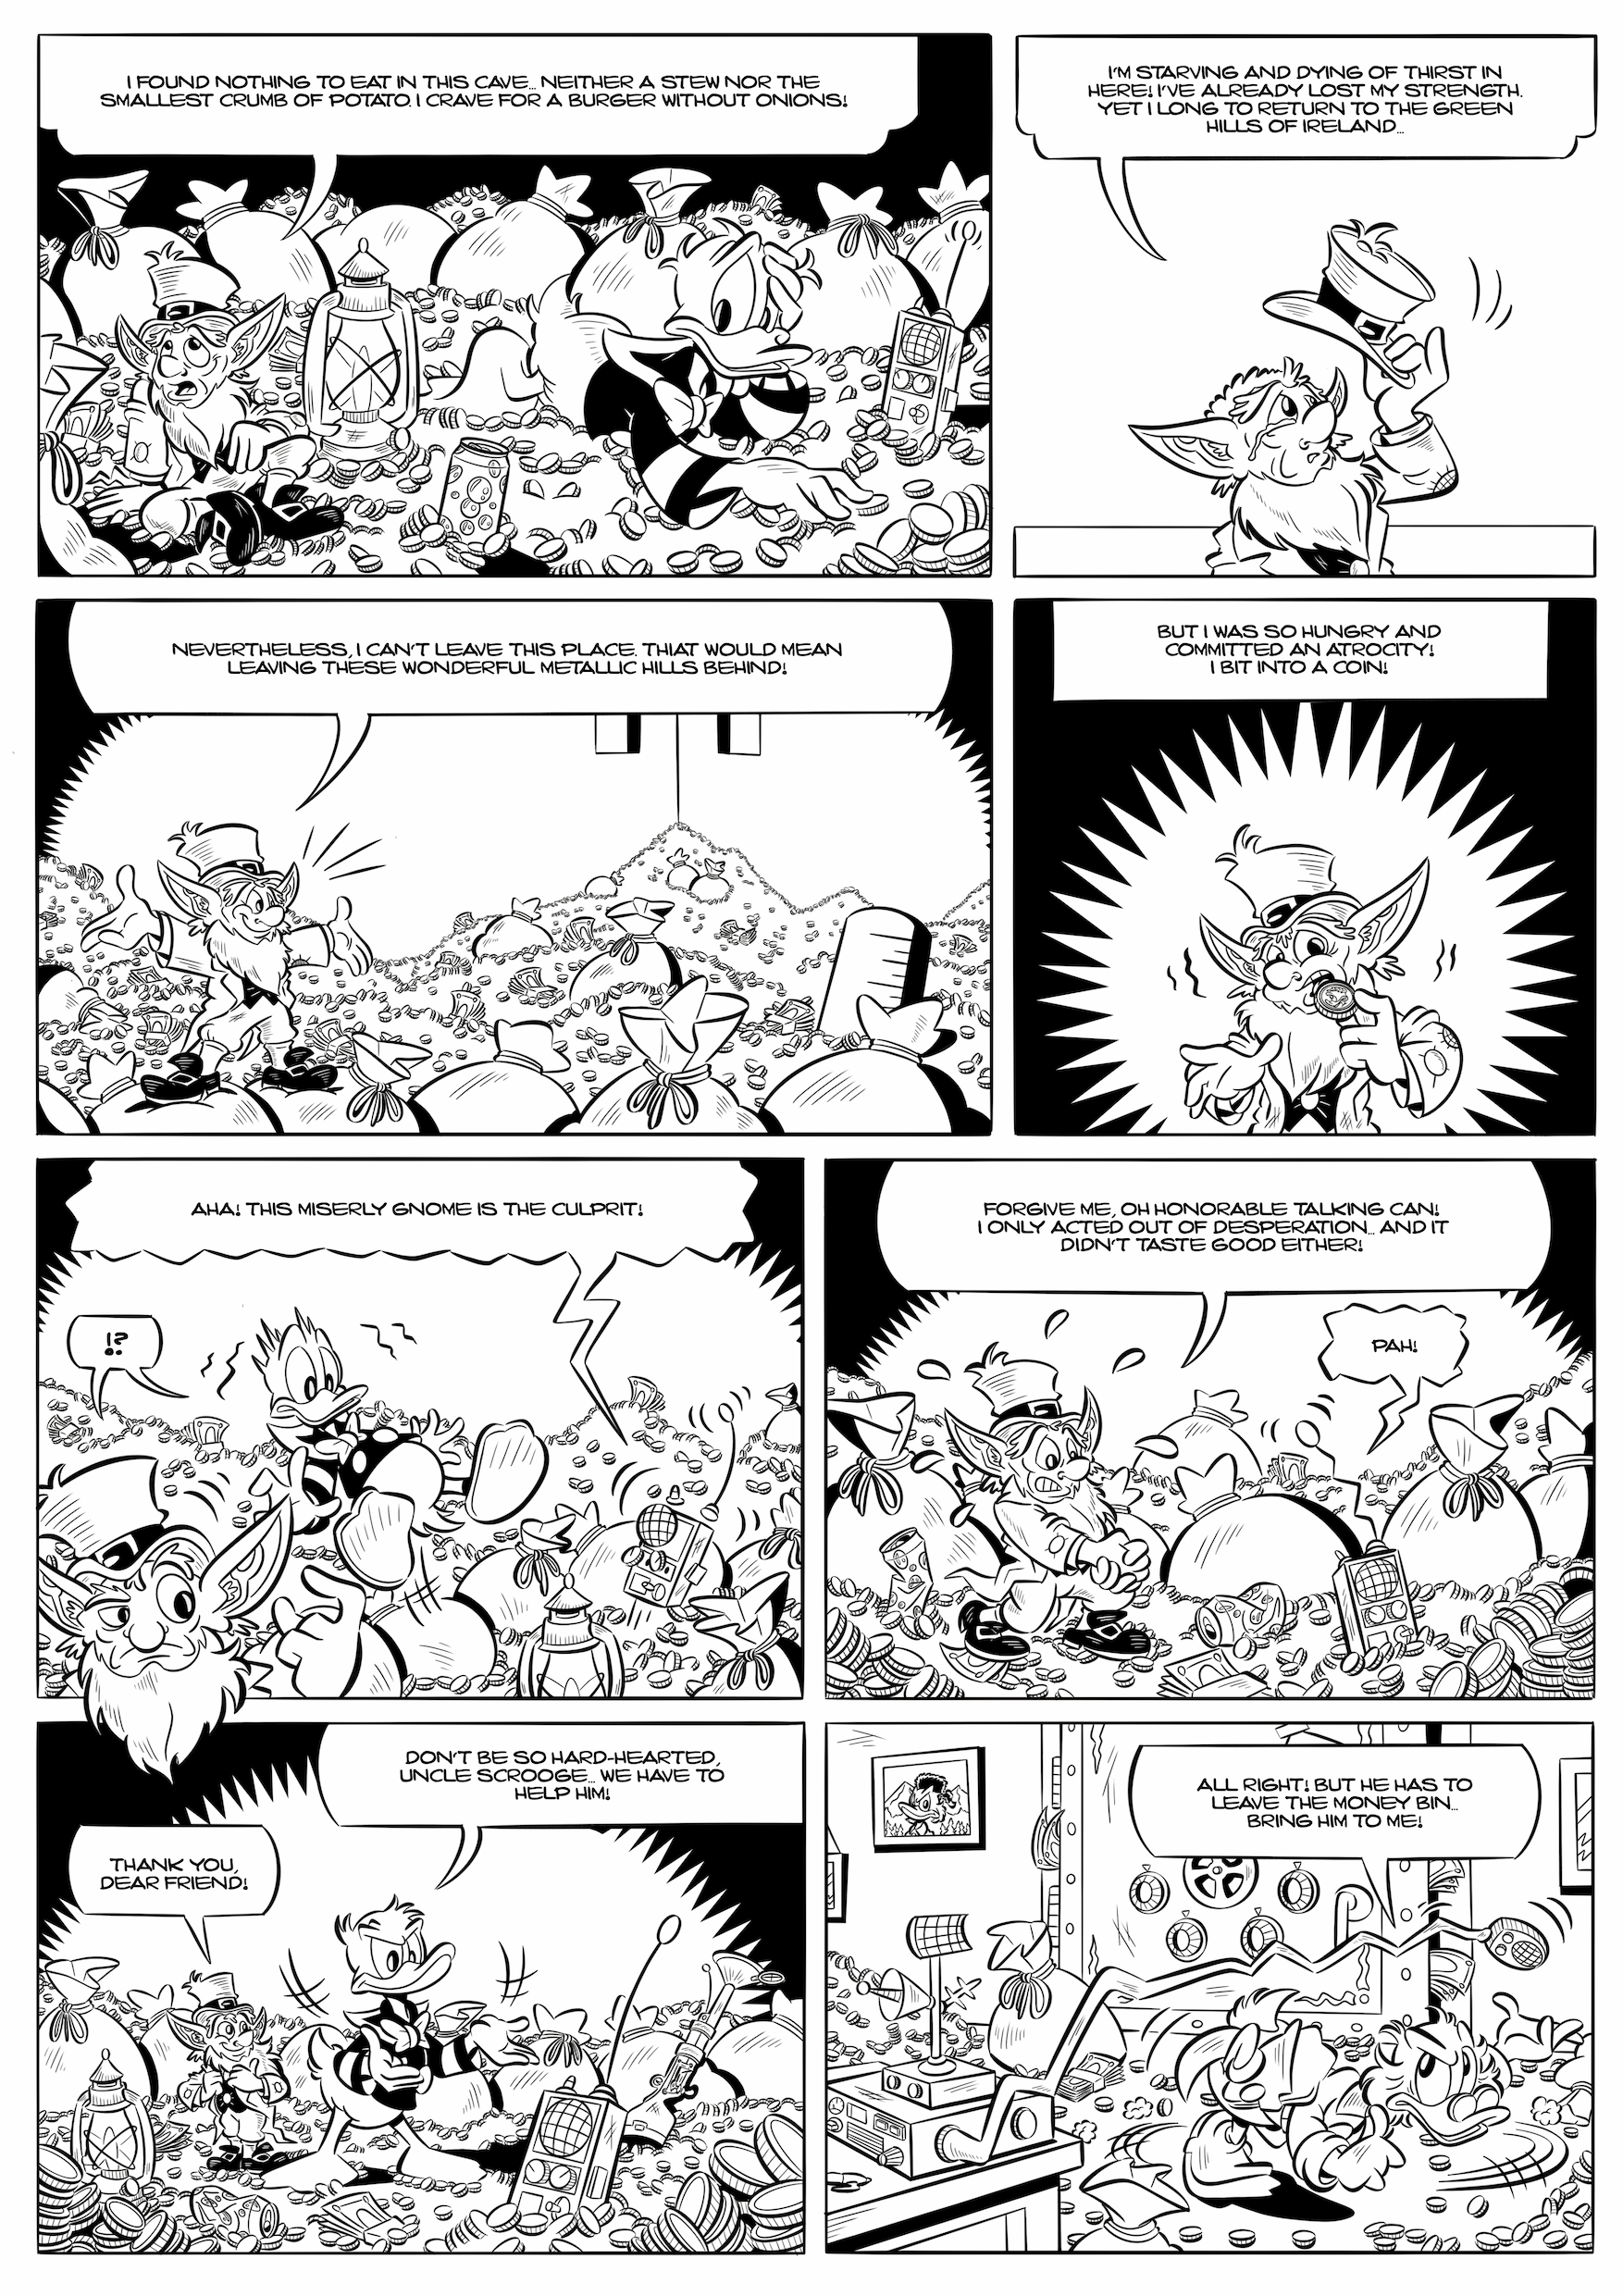 I FOUND NOTHING TO EAT IN THIS CAVE... NEITHER A STEW NOR THE
SMALLEST CRUMB OF POTATO. I CRAVE FOR A BURGER WITHOUT ONIONS!
I'M STARVING AND DYING OF THIRST IN
HERE! I'VE ALREADY LOST MY STRENGTH.
YET I LONG TO RETURN TO THE GREEN
HILLS OF IRELAND...
NEVERTHELESS, I CAN'T LEAVE THIS PLACE. THIAT WOULD MEAN
LEAVING THESE WONDERFUL METALLIC HILLS BEHIND!
BUT I WAS SO HUNGRY AND
COMMITTED AN ATROCITY!
I BIT INTO A COIN!
AHA! THIS MISERLY GNOME IS THE CULPRIT!
!?
FORGIVE ME, OH HONORABLE TALKING CAN!
I ONLY ACTED OUT OF DESPERATION... AND IT
DIDN'T TASTE GOOD EITHER!
PAH!
DON'T BE SO HARD-HEARTED,
UNCLE SCROOGE... WE HAVE TO
HELP HIM!
THANK YOU,
DEAR FRIEND!
ALL RIGHT! BUT HE HAS TO
LEAVE THE MONEY BIN...
BRING HIM TO ME!